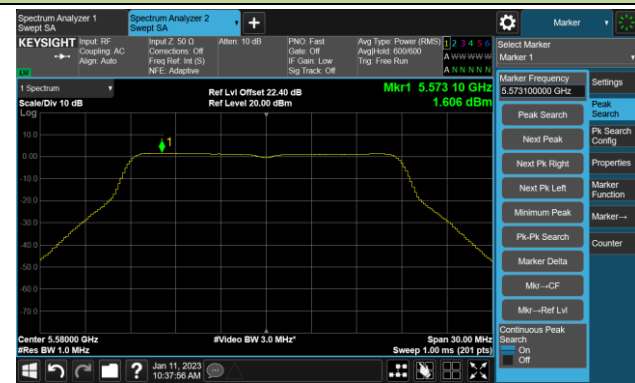 Spectrum Analyzer 1
Swept SA
Spectrum Analyzer 2
Swept SA
+
Marker
KEYSIGHT
Input: RF
Coupling: AC
Align: Auto
Input Z: 50 Ω
Corrections: Off
Freq Ref: Int (S)
NFE: Adaptive
Atten: 10 dB
PNO: Fast
Gate: Off
IF Gain: Low
Sig Track: Off
Avg Type: Power (RMS)
Avg|Hold: 600/600
Trig: Free Run
1 2 3 4 5 6
A W W W W W
A N N N N N
Select Marker
Marker 1
1 Spectrum
Scale/Div 10 dB
Log
Ref Lvl Offset 22.40 dB
Ref Level 20.00 dBm
Mkr1 5.573 10 GHz
1.606 dBm
1
10.0
0.00
-10.0
-20.0
-30.0
-40.0
-50.0
-60.0
-70.0
Center 5.58000 GHz
#Res BW 1.0 MHz
#Video BW 3.0 MHz*
Span 30.00 MHz
Sweep 1.00 ms (201 pts)
Marker Frequency
5.573100000 GHz
Peak Search
Next Peak
Next Pk Right
Next Pk Left
Minimum Peak
Pk-Pk Search
Marker Delta
Mkr→CF
Mkr→Ref Lvl
Continuous Peak
Search
On
Off
Settings
Peak
Search
Pk Search
Config
Properties
Marker
Function
Marker→
Counter
?
Jan 11, 2023
10:37:56 AM